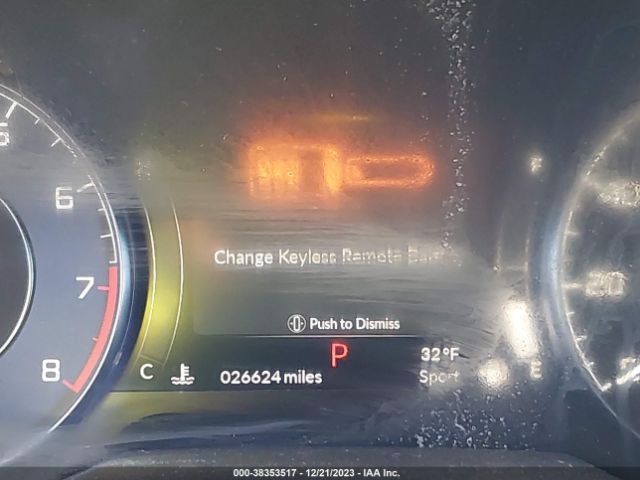 6
7
8
Change Keyless Remote Battery
Push to Dismiss
P
32°F
C
026624 miles
Sport
E
000-38353517 - 12/21/2023 - IAA Inc.